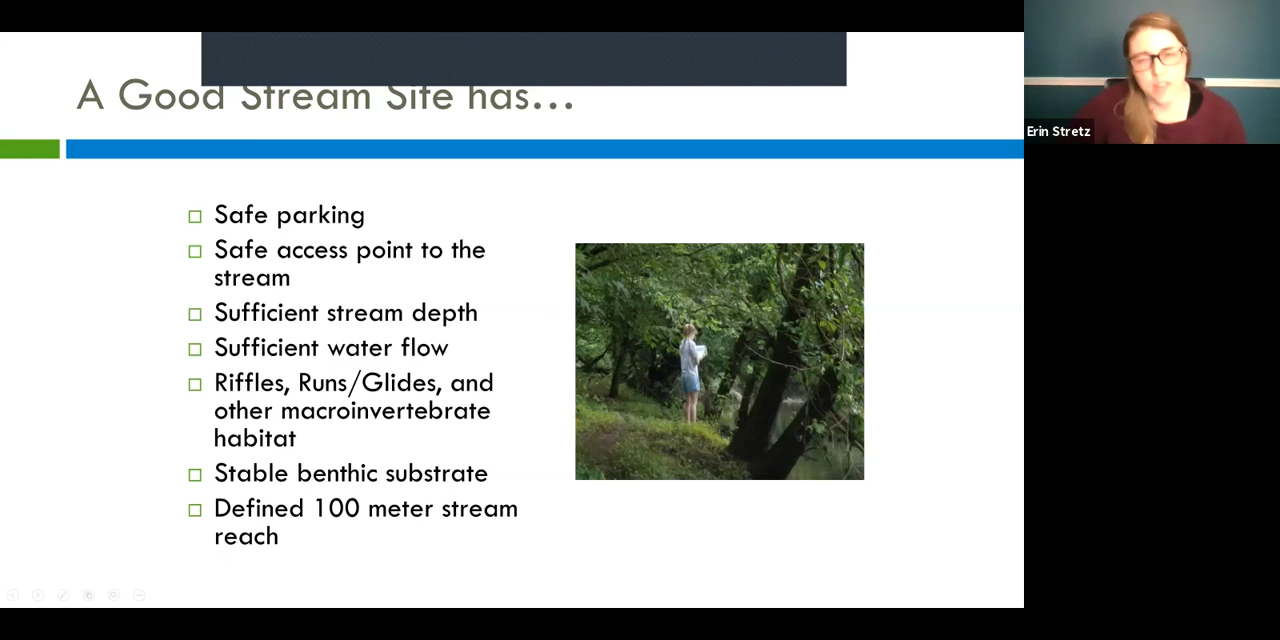 A Good Stream Site has...
Safe parking
Safe access point to the
stream
Sufficient stream depth
Sufficient water flow
Riffles, Runs/Glides, and
other macroinvertebrate
habitat
Stable benthic substrate
Defined 100 meter stream
reach
Erin Stretz